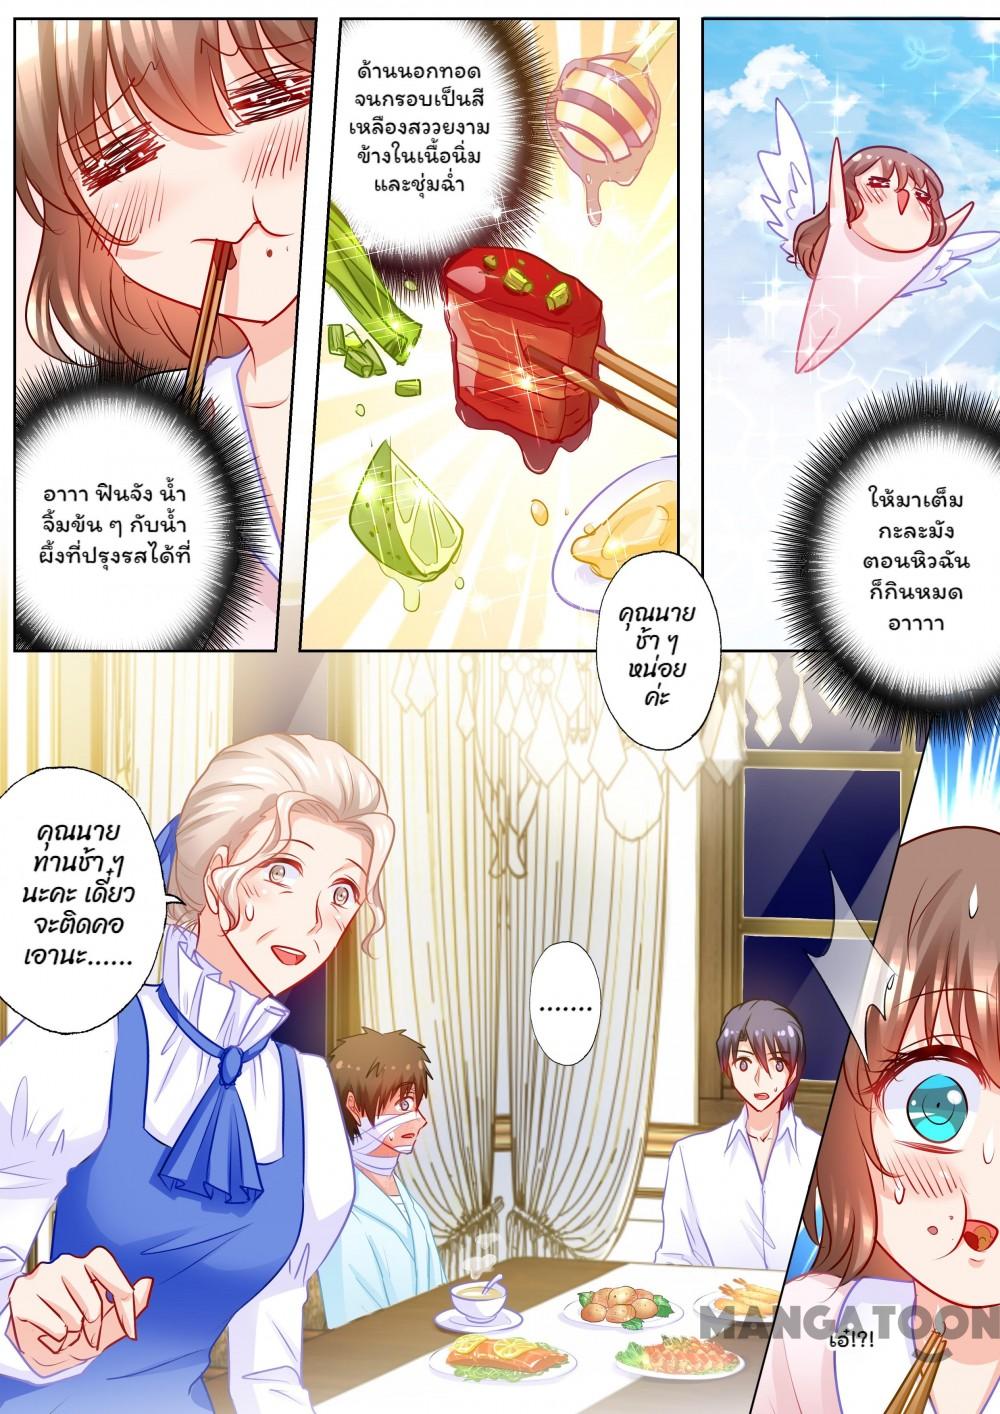 อาาา ฟินจัง น้ำ
จิ้มข้น ๆ กับน้ำ
ผึ้งที่ปรุงรสได้ที่
ด้านนอกทอด
จนกรอบเป็นสี
เหลืองสววยงาม
ข้างในเนื้อนิ่ม
และชุ่มฉ่ำ
ให้มาเต็ม
กะละมัง
ตอนหิวฉัน
ก็กินหมด
อาาาา
คุณนาย
ช้า ๆ
หน่อย
ค่ะ
คุณนาย
ทานช้า ๆ
นะคะ เดี๋ยว
จะติดคอ
เอานะ......
.......
เอ๋!?!
MANGATOON